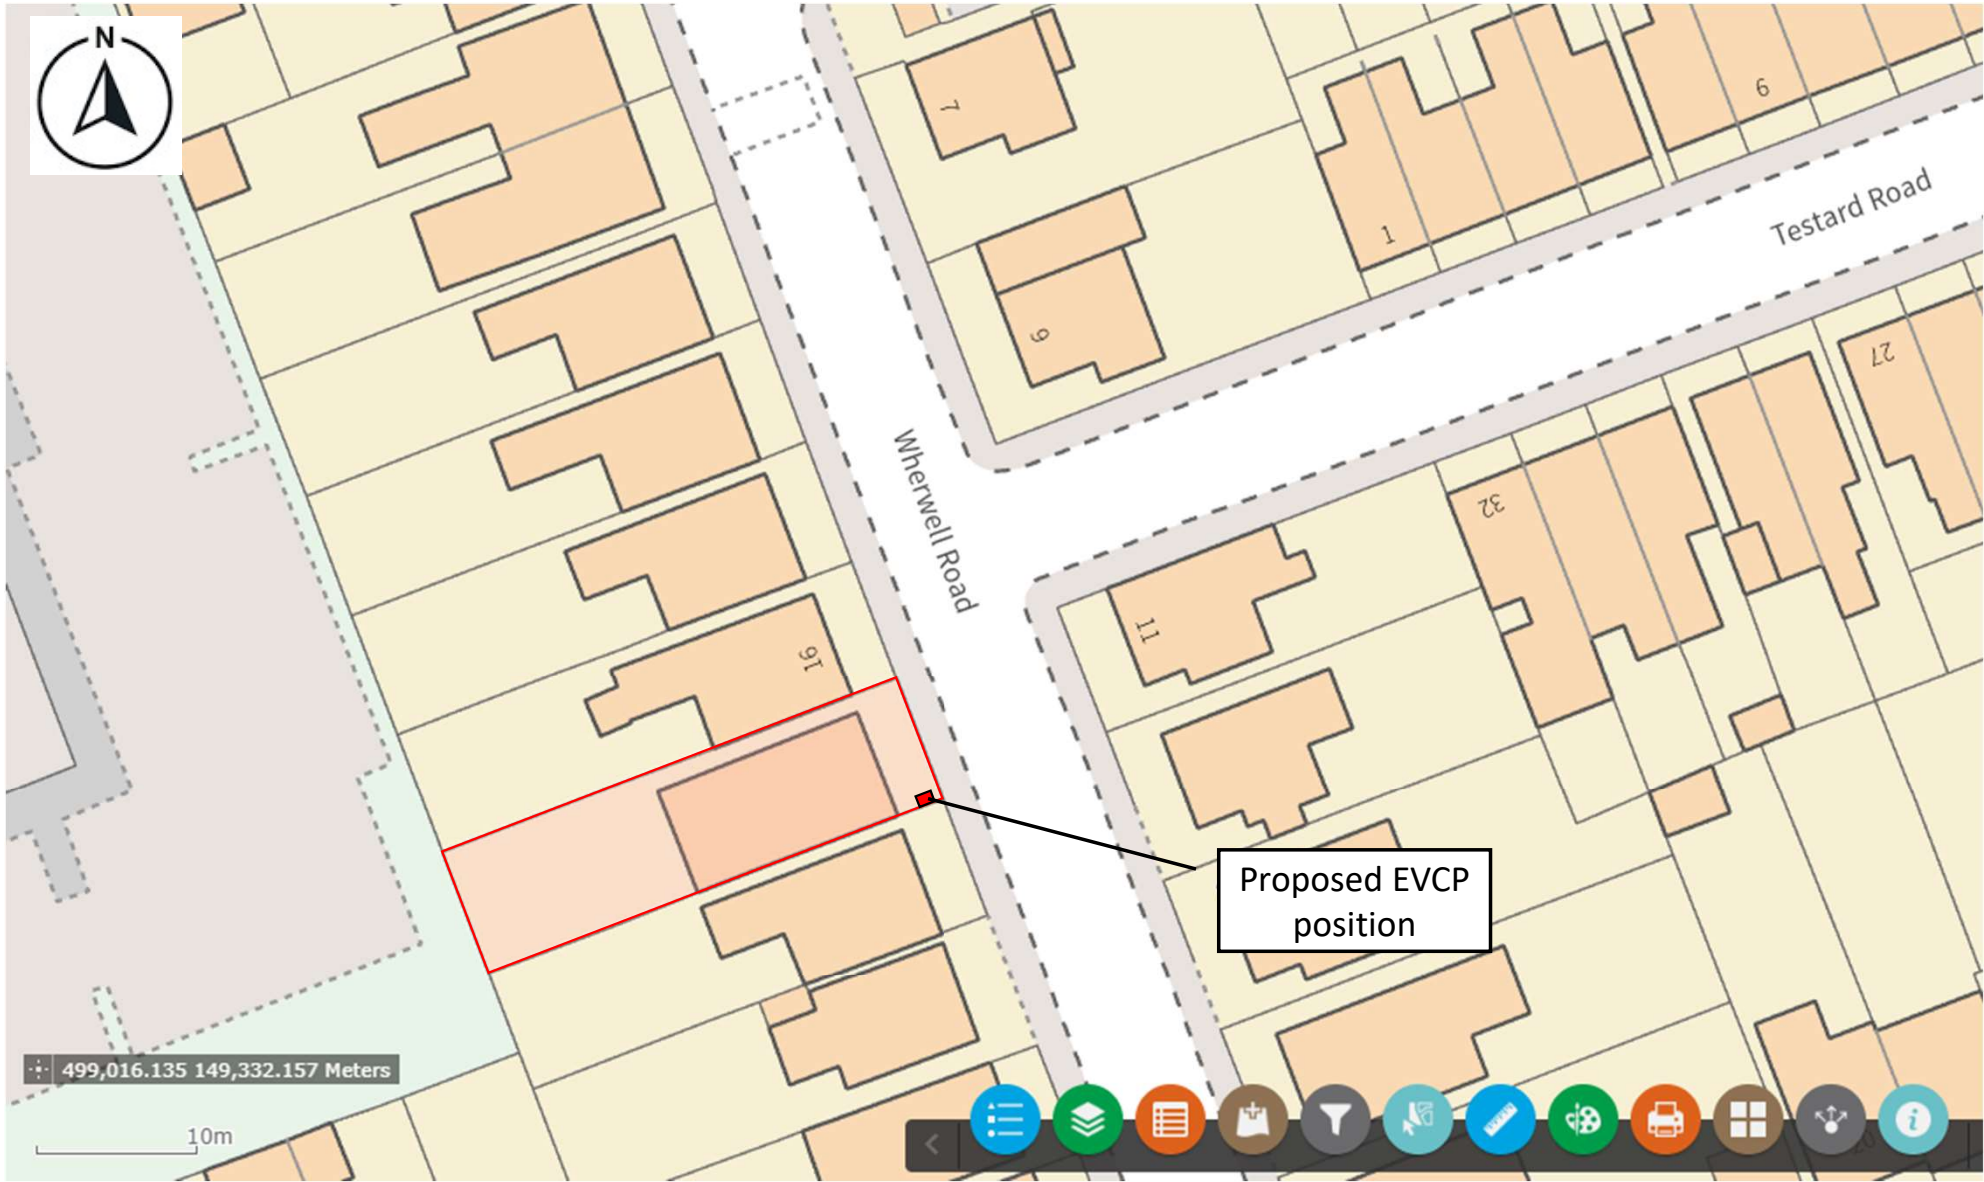 N
7
6
1
Testard Road
9
27
Wherwell Road
32
11
16
Proposed EVCP
position
499,016.135 149,332.157 Meters
10m
20